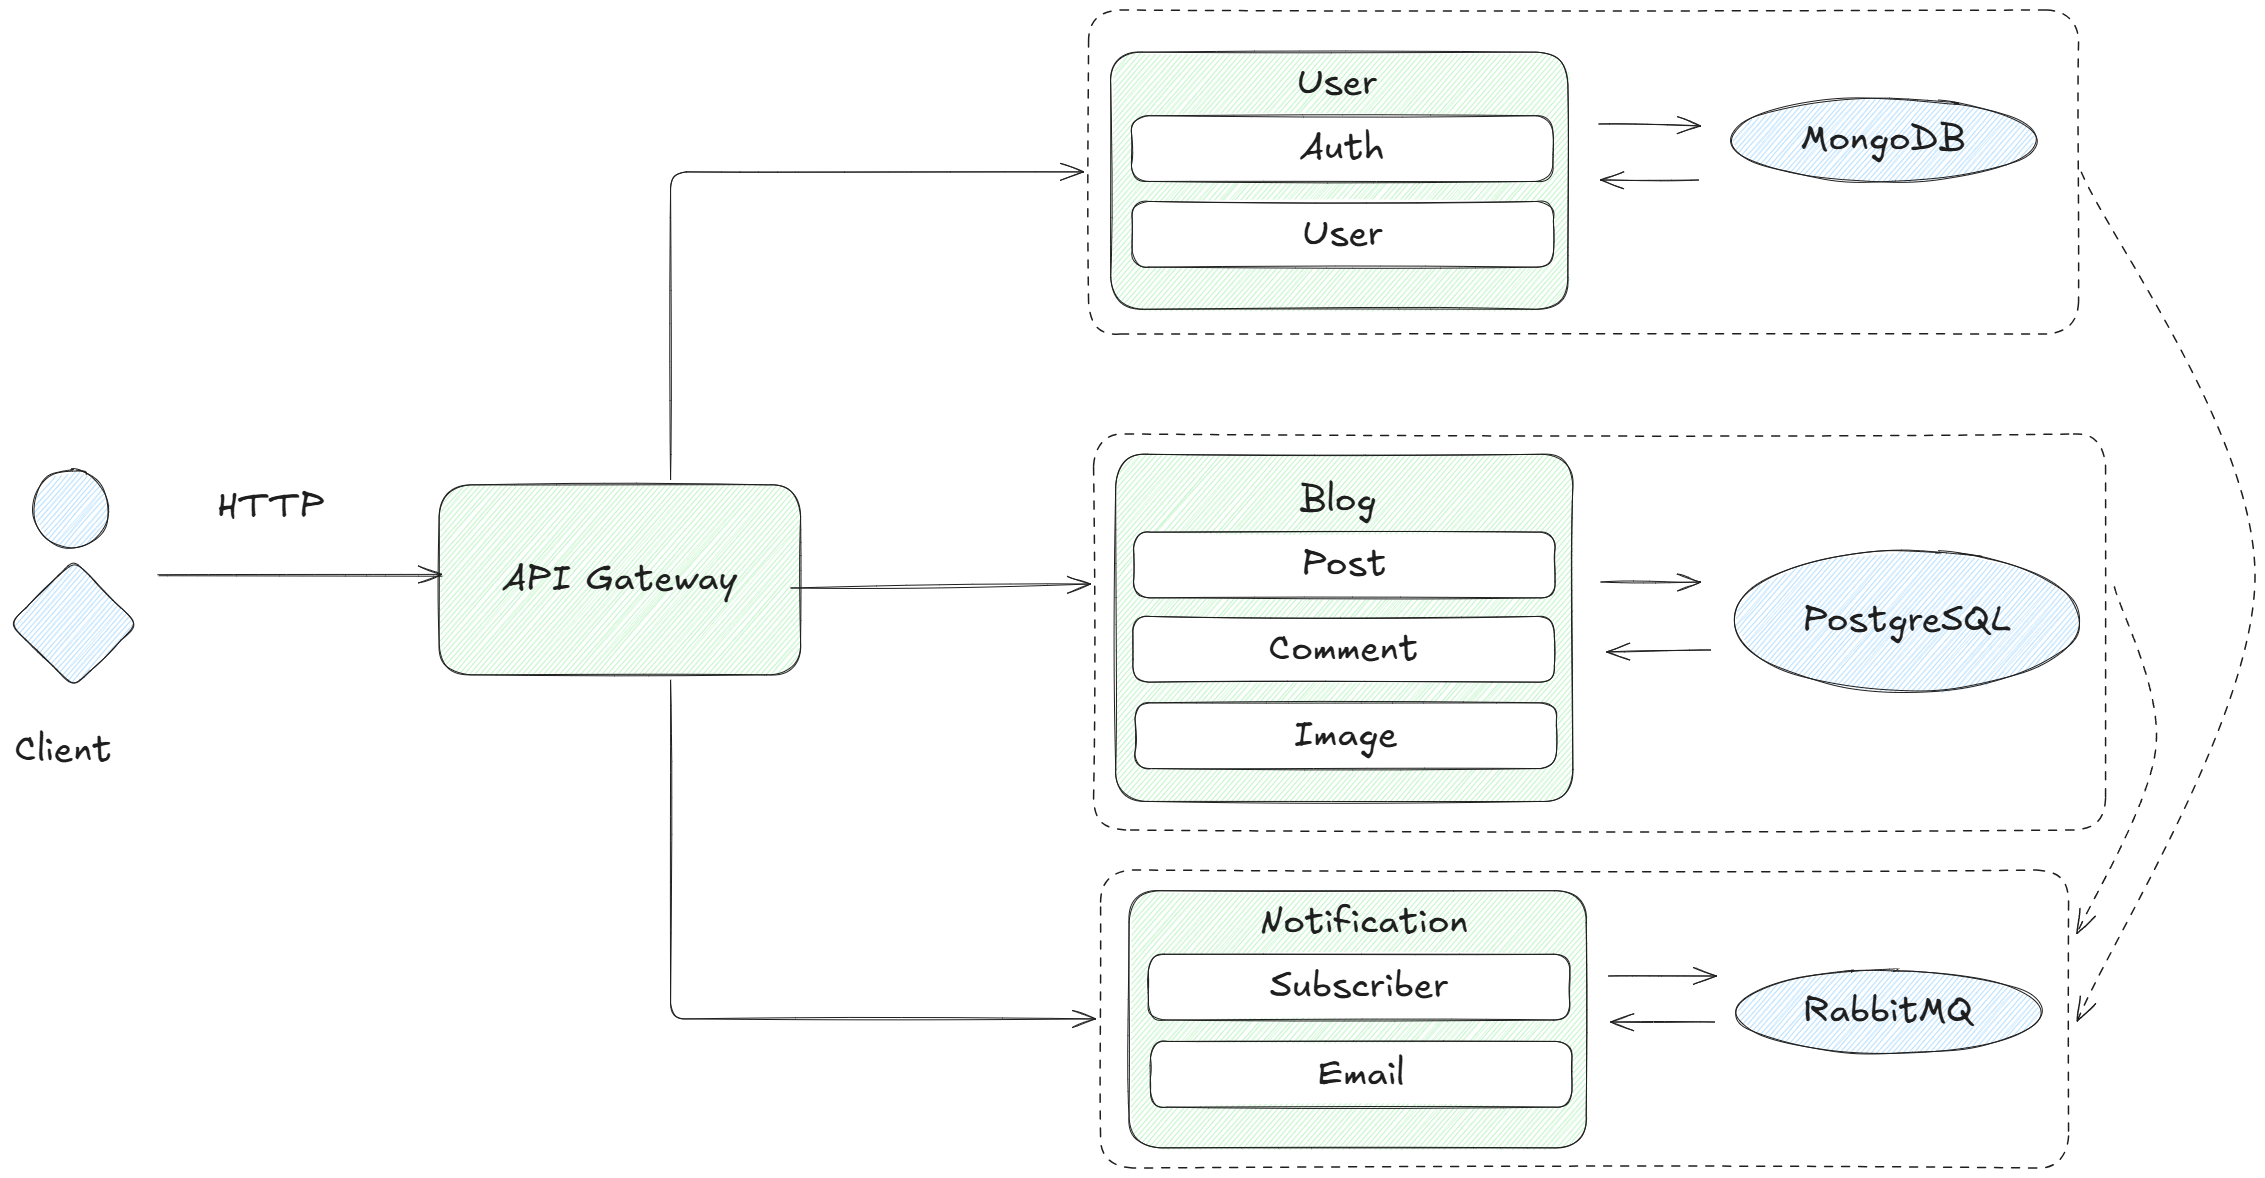 User
Auth
User
MongoDB
HTTP
Client
API Gateway
Blog
Post
Comment
Image
PostgreSQL
Notification
Subscriber
Email
RabbitMQ